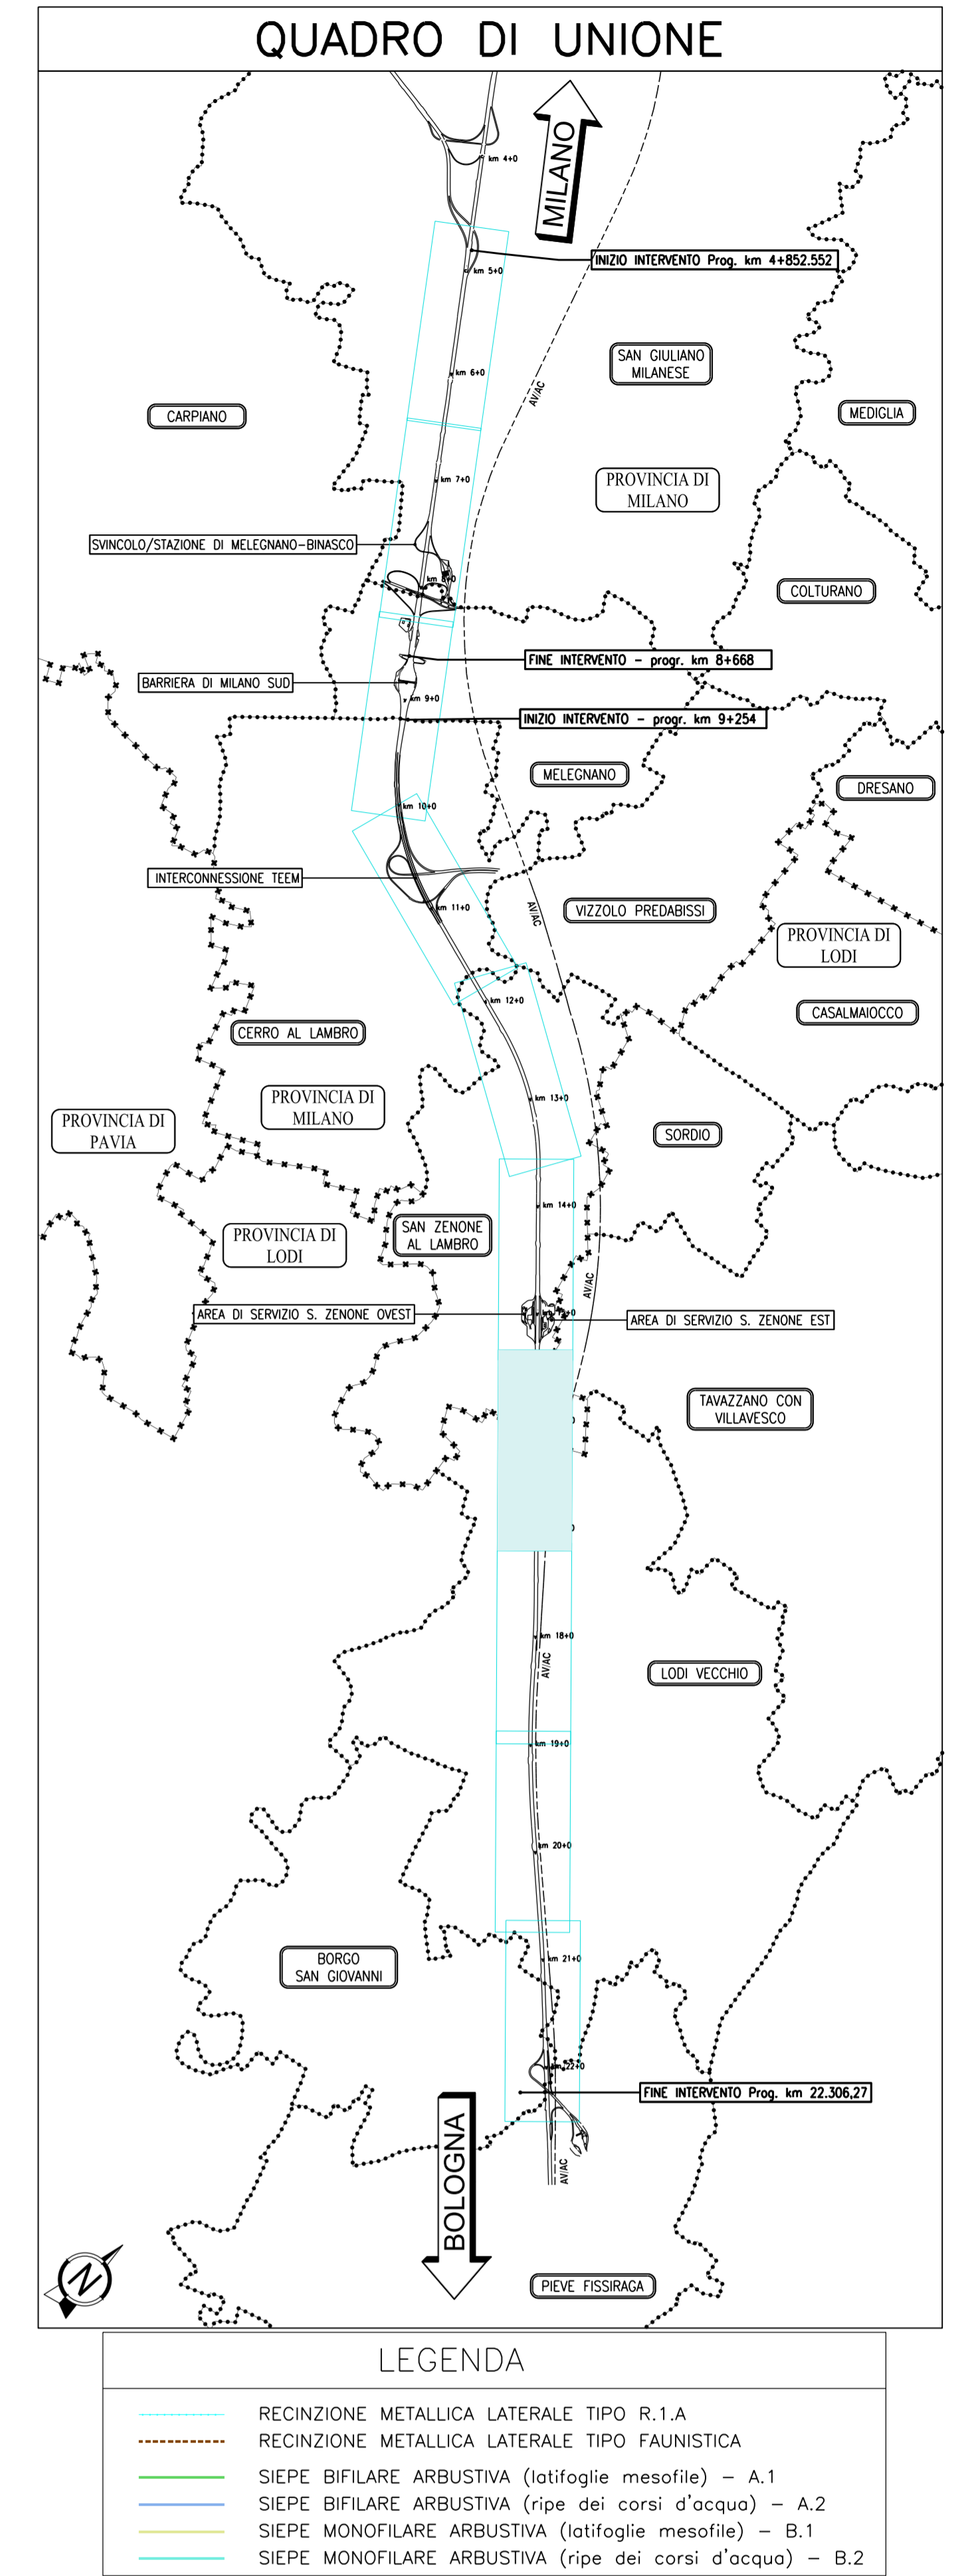 QUADRO DI UNIONE
MILANO
km 4+0
INIZIO INTERVENTO Prog. km 4+852.552
km 5+0
SAN GIULIANO
MILANESE
km 6+0
AV/AC
CARPIANO
MEDIGLIA
km 7+0
PROVINCIA DI
MILANO
SVINCOLO/STAZIONE DI MELEGNANO-BINASCO
COLTURANO
FINE INTERVENTO - progr. km 8+668
BARRIERA DI MILANO SUD
km 9+0
INIZIO INTERVENTO - progr. km 9+254
MELEGNANO
DRESANO
km 10+0
INTERCONNESSIONE TEEM
km 11+0
AV/AC
VIZZOLO PREDABISSI
PROVINCIA DI
LODI
km 12+0
CASALMAIOCCO
CERRO AL LAMBRO
PROVINCIA DI
MILANO
km 13+0
PROVINCIA DI
PAVIA
SORDIO
km 14+0
SAN ZENONE
AL LAMBRO
PROVINCIA DI
LODI
AV/AC
AREA DI SERVIZIO S. ZENONE OVEST
AREA DI SERVIZIO S. ZENONE EST
TAVAZZANO CON
VILLAVESCO
km 18+0
AV/AC
LODI VECCHIO
km 19+0
km 20+0
km 21+0
BORGO
SAN GIOVANNI
km 22+0
FINE INTERVENTO Prog. km 22.306,27
BOLOGNA
AV/AC
N
PIEVE FISSIRAGA
LEGENDA
RECINZIONE METALLICA LATERALE TIPO R.1.A
RECINZIONE METALLICA LATERALE TIPO FAUNISTICA
SIEPE BIFILARE ARBUSTIVA (latifoglie mesofile) - A.1
SIEPE BIFILARE ARBUSTIVA (ripe dei corsi d'acqua) - A.2
SIEPE MONOFILARE ARBUSTIVA (latifoglie mesofile) - B.1
SIEPE MONOFILARE ARBUSTIVA (ripe dei corsi d'acqua) - B.2